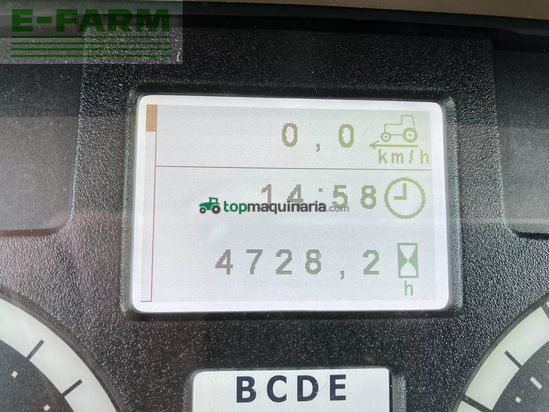 E-FARM
0,0
km/h
14:58
topmaquinaria.com
4728,2
h
BCDE